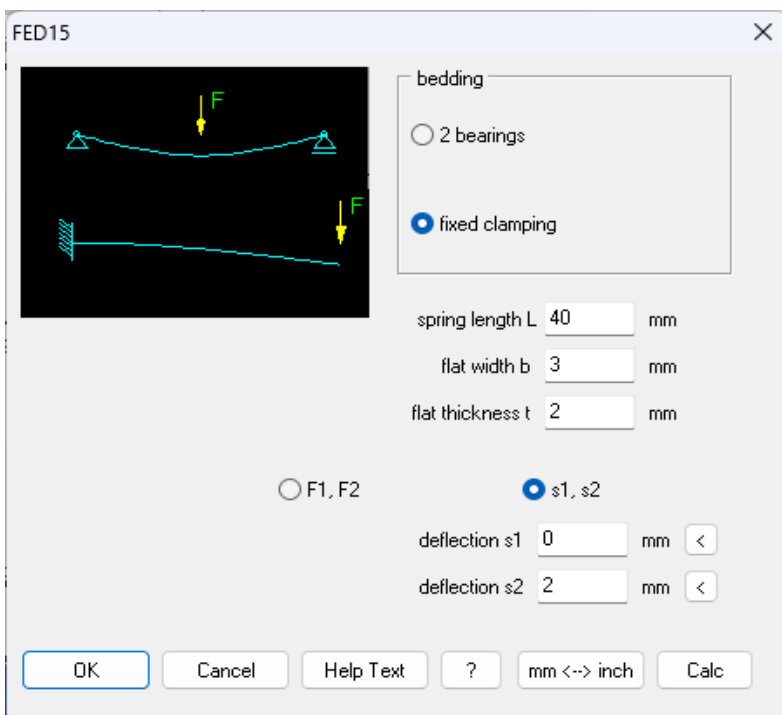 FED15
F
F
bedding
2 bearings
fixed clamping
spring length L 40 mm
flat width b 3 mm
flat thickness t 2 mm
F1, F2 s1, s2
deflection s1 0 mm <
deflection s2 2 mm <
OK Cancel Help Text ? mm <--> inch Calc